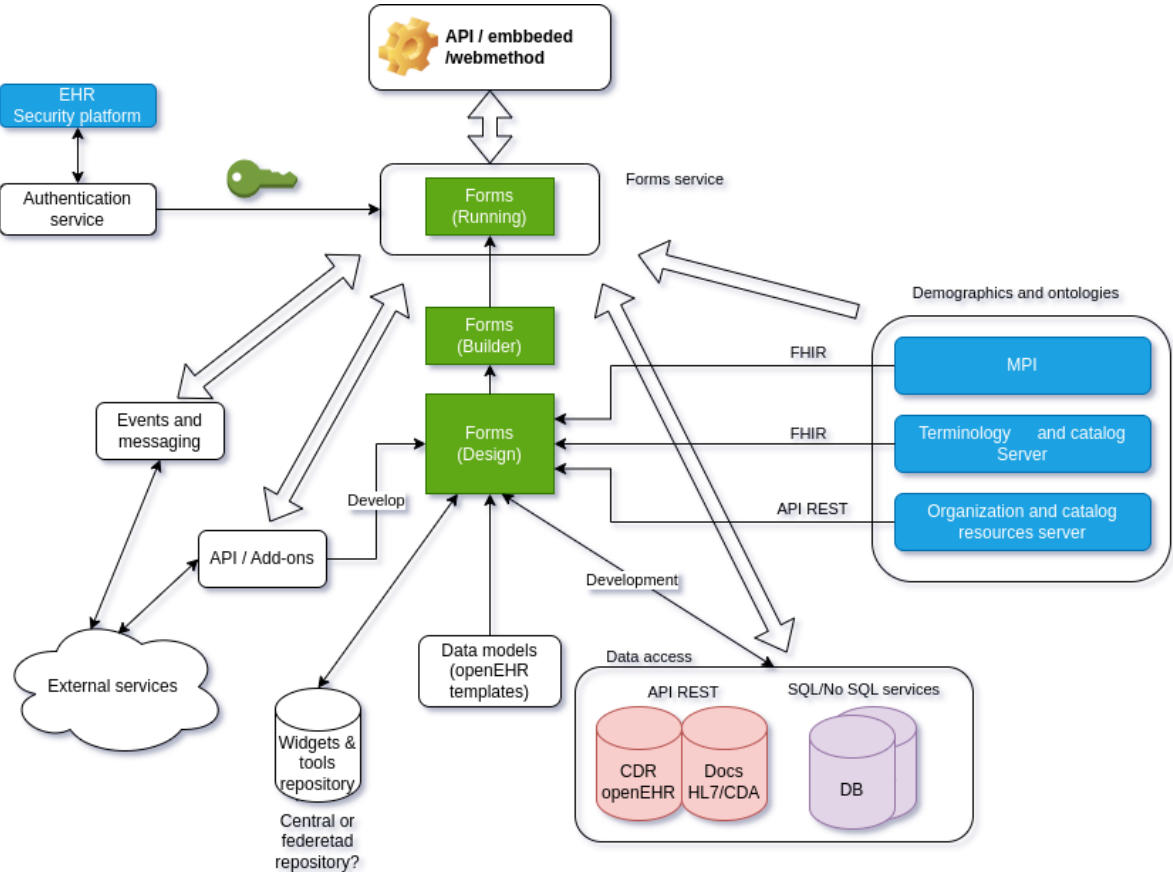 API / embbeded
/webmethod
EHR
Security platform
Authentication
service
Forms
(Running)
Forms service
Demographics and ontologies
Forms
(Builder)
FHIR
MPI
Events and
messaging
Forms
(Design)
FHIR
Terminology and catalog
Server
Develop
API REST
Organization and catalog
resources server
API / Add-ons
Development
Data models
(openEHR
templates)
Data access
External services
API REST
SQL/No SQL services
Widgets &
tools
repository
CDR
openEHR
Docs
HL7/CDA
DB
Central or
federetad
repository?